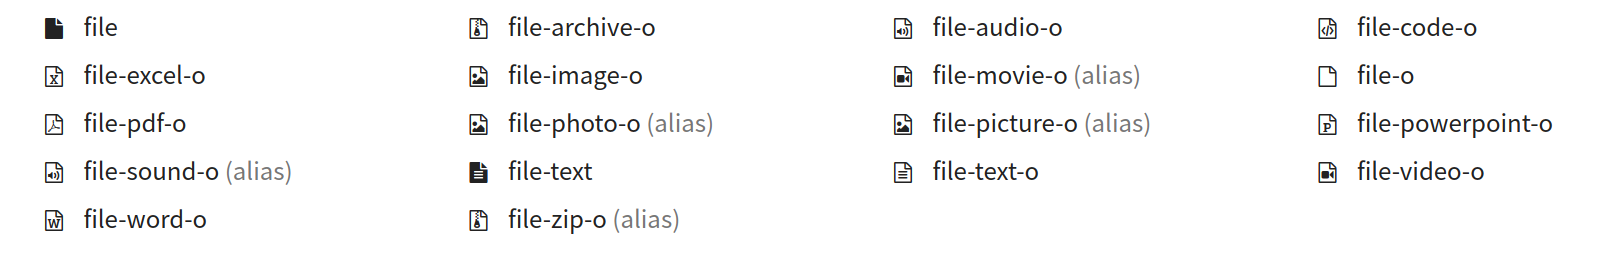 file file-archive-o file-audio-o file-code-o
file-excel-o file-image-o file-movie-o (alias) file-o
file-pdf-o file-photo-o (alias) file-picture-o (alias) file-powerpoint-o
file-sound-o (alias) file-text file-text-o file-video-o
file-word-o file-zip-o (alias)